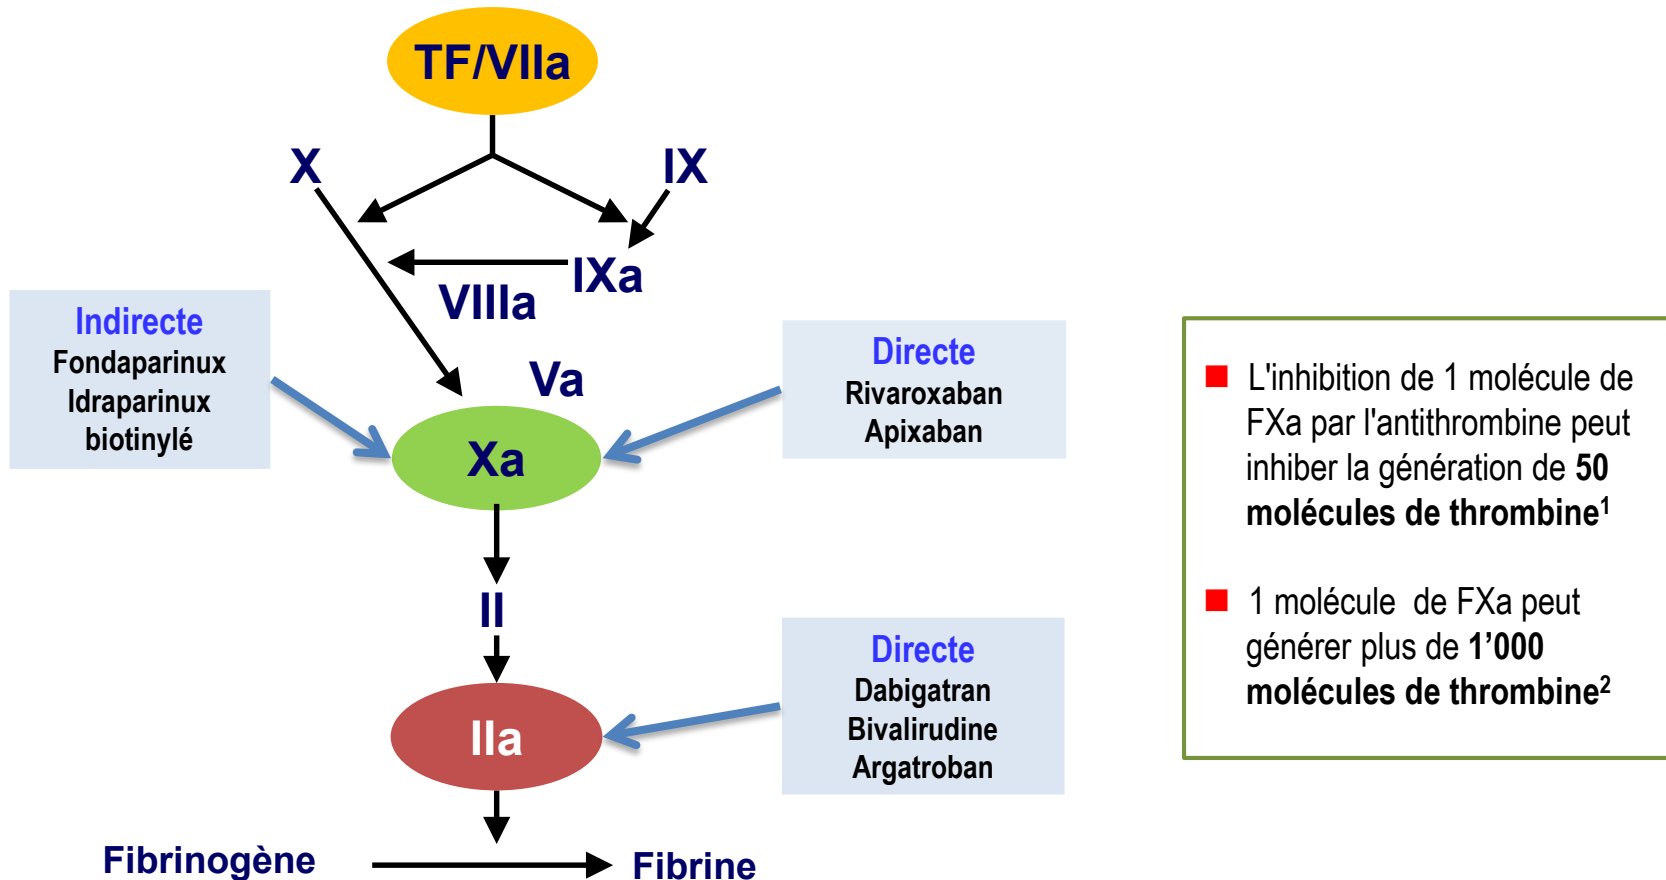 TF/VIIa
X
IX
IXa
VIIIa
Indirecte
Fondaparinux
Idraparinux
biotinylé
Va
Directe
Rivaroxaban
Apixaban
Xa
II
Directe
Dabigatran
Bivalirudine
Argatroban
IIa
Fibrinogène
Fibrine
L'inhibition de 1 molécule de
FXa par l'antithrombine peut
inhiber la génération de 50
molécules de thrombine¹
1 molécule de FXa peut
générer plus de 1’000
molécules de thrombine²